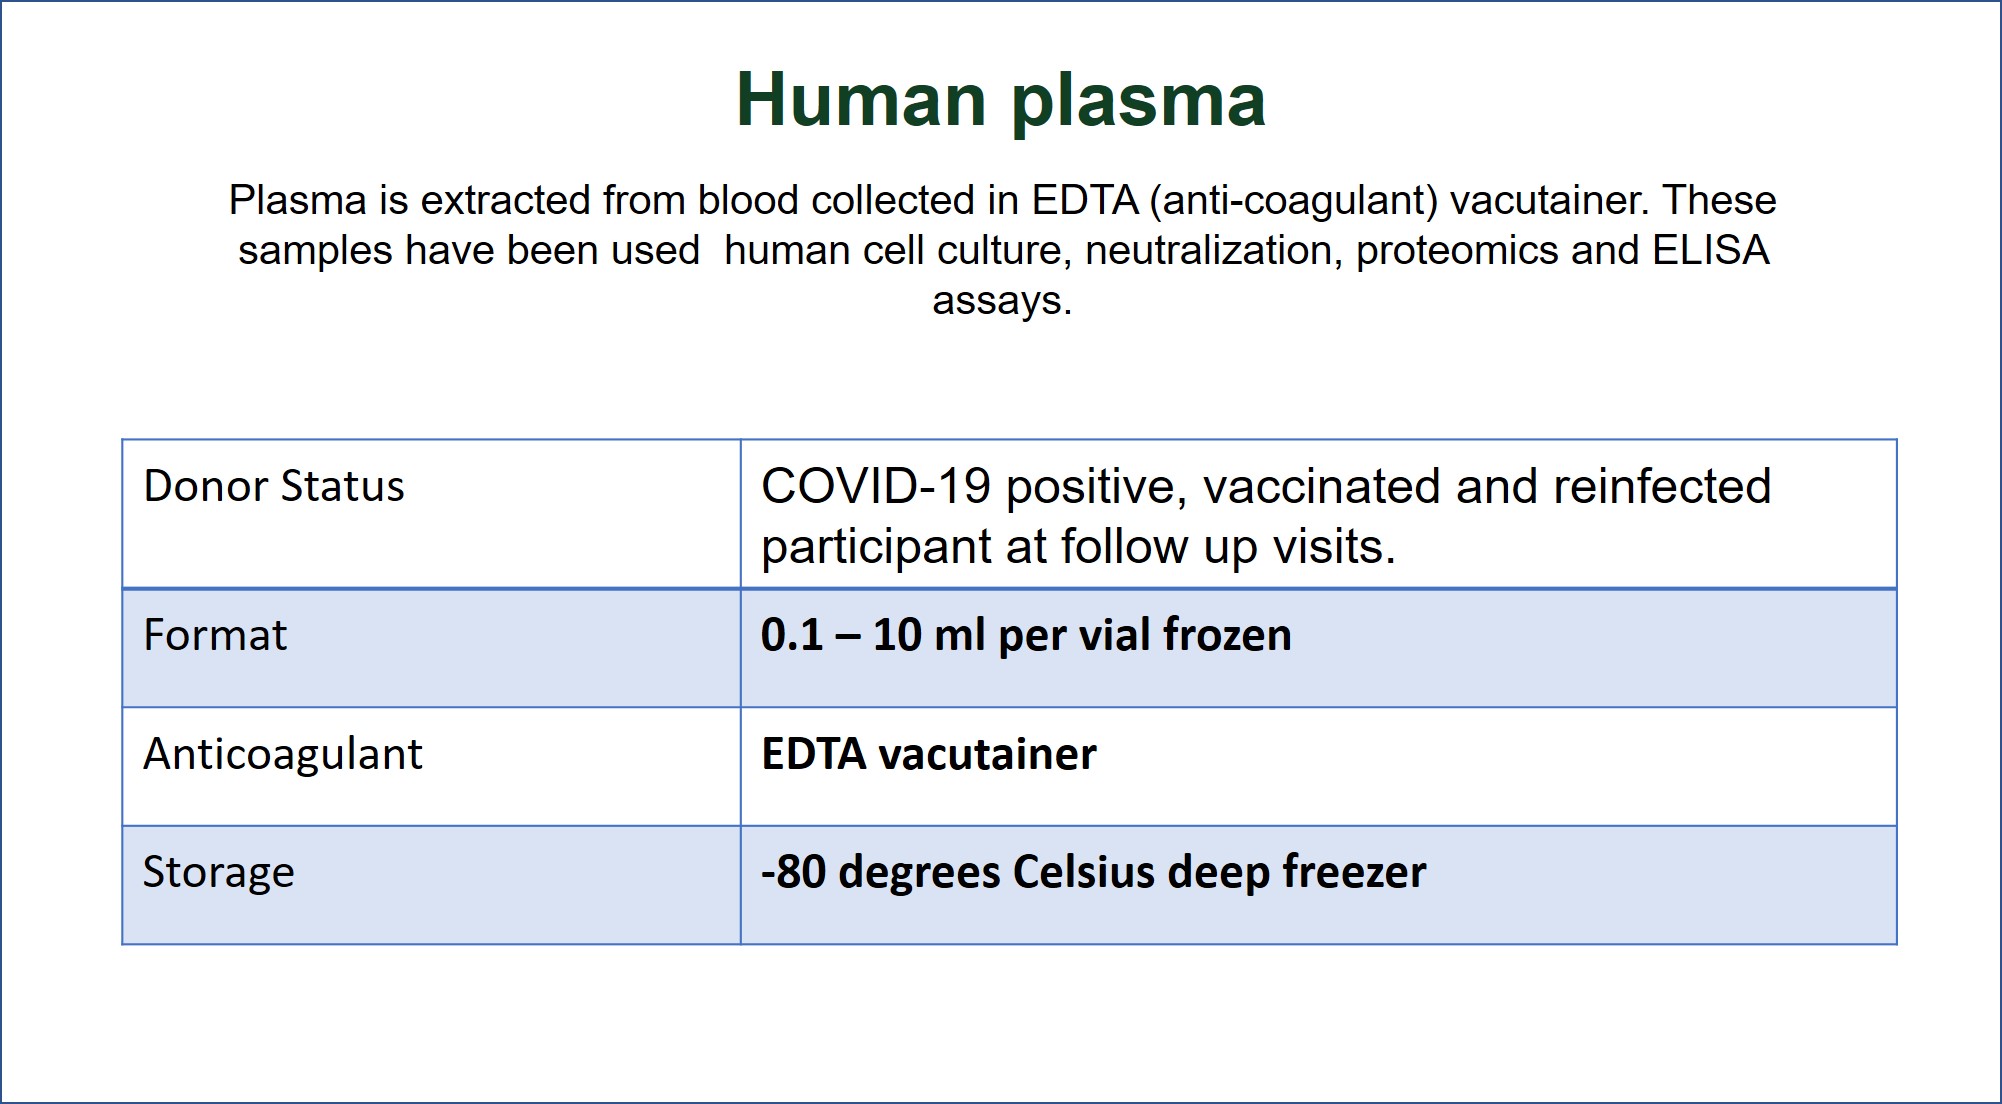 Human plasma
Plasma is extracted from blood collected in EDTA (anti-coagulant) vacutainer. These
samples have been used  human cell culture, neutralization, proteomics and ELISA
assays.
Donor Status
COVID-19 positive, vaccinated and reinfected
participant at follow up visits.
Format
0.1 – 10 ml per vial frozen
Anticoagulant
EDTA vacutainer
Storage
-80 degrees Celsius deep freezer